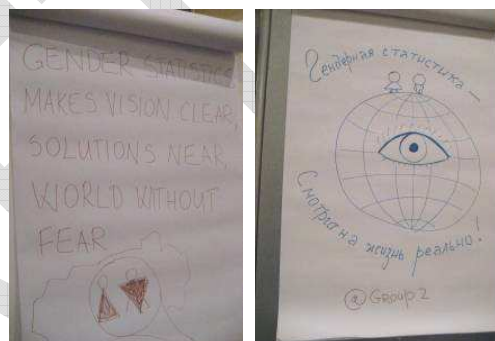 GENDER STATISTICS
MAKES VISION CLEAR,
SOLUTIONS NEAR,
WORLD WITHOUT
FEAR
Гендерная статистика –
Смотри на жизнь реально!
@ Group 2